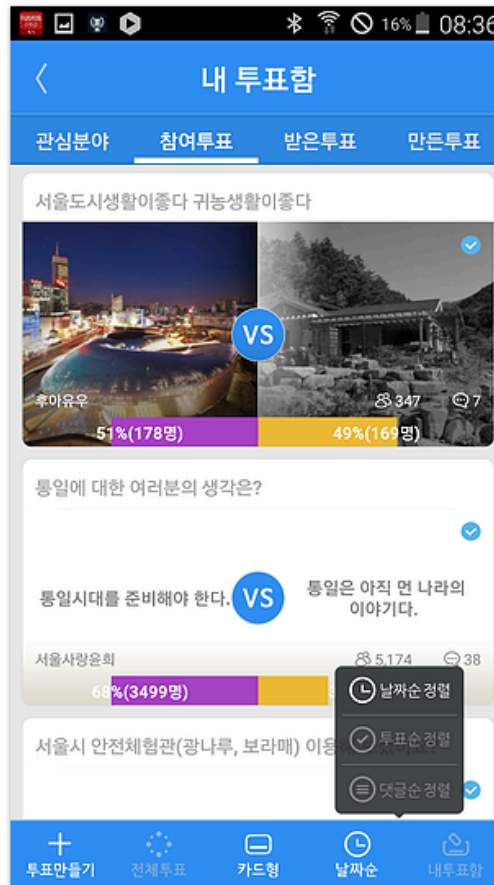 16% 08:36
내 투표함
관심분야 참여투표 받은투표 만든투표
서울도시생활이좋다 귀농생활이좋다
VS
후아유우 347 7
51%(178명) 49%(169명)
통일에 대한 여러분의 생각은?
통일시대를 준비해야 한다. VS 통일은 아직 먼 나라의
이야기다.
서울사랑윤희 5,174 38
68%(3499명)
날짜순 정렬
투표순 정렬
댓글순 정렬
서울시 안전체험관(광나루, 보라매) 이용
투표만들기 전체투표 카드형 날짜순 내투표함